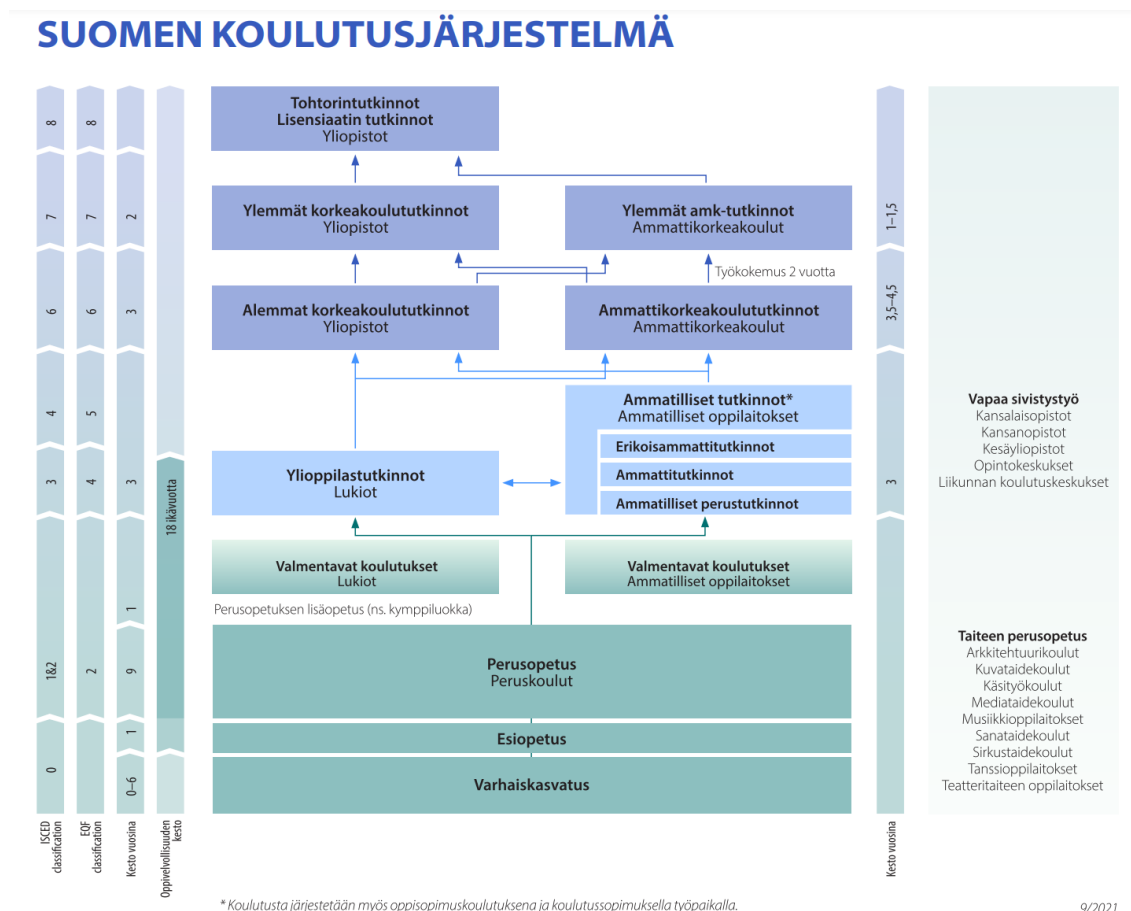 SUOMEN KOULUTUSJÄRJESTELMÄ
8
7
6
4
3
1&2
0
ISCED
classification
8
7
6
5
4
2
EQF
classification
2
3
3
1
9
1
0–6
Kesto vuosina
18 ikävuotta
Oppivelvollisuuden
kesto
Tohtorintutkinnot
Lisensiaatin tutkinnot
Yliopistot
Ylemmät korkeakoulututkinnot
Yliopistot
Ylemmät amk-tutkinnot
Ammattikorkeakoulut
Työkokemus 2 vuotta
Alemmat korkeakoulututkinnot
Yliopistot
Ammattikorkeakoulututkinnot
Ammattikorkeakoulut
Ammatilliset tutkinnot*
Ammatilliset oppilaitokset
Erikoisammattitutkinnot
Ammattitutkinnot
Ammatilliset perustutkinnot
Ylioppilastutkinnot
Lukiot
Valmentavat koulutukset
Lukiot
Valmentavat koulutukset
Ammatilliset oppilaitokset
Perusopetuksen lisäopetus (ns. kymppiluokka)
Perusopetus
Peruskoulut
Esiopetus
Varhaiskasvatus
1–1,5
3,5–4,5
3
Kesto vuosina
Vapaa sivistystyö
Kansalaisopistot
Kansanopistot
Kesäyliopistot
Opintokeskukset
Liikunnan koulutuskeskukset
Taiteen perusopetus
Arkkitehtuurikoulut
Kuvataidekoulut
Käsityökoulut
Mediataidekoulut
Musiikkioppilaitokset
Sanataidekoulut
Sirkustaidekoulut
Tanssioppilaitokset
Teatteritaiteen oppilaitokset
* Koulutusta järjestetään myös oppisopimuskoulutuksena ja koulutussopimuksella työpaikalla.
9/2021